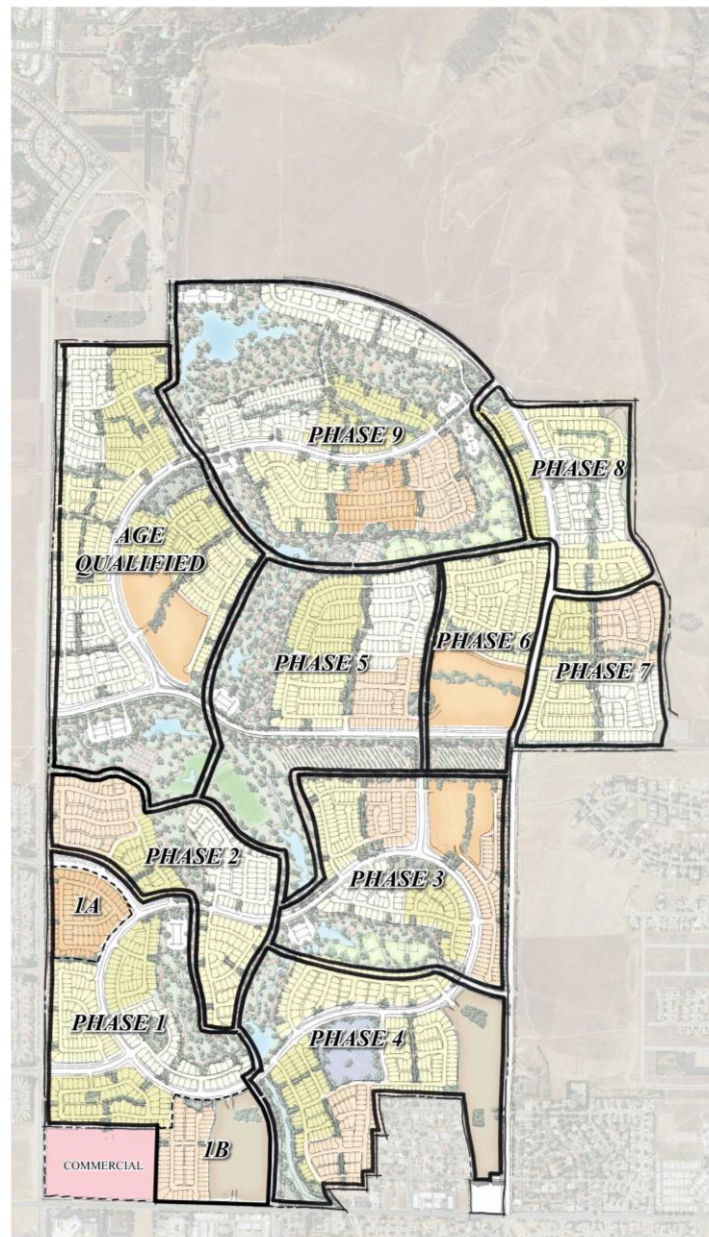 PHASE 9
PHASE 8
AGE
QUALIFIED
PHASE 5
PHASE 6
PHASE 7
PHASE 2
PHASE 3
1A
PHASE 1
PHASE 4
1B
COMMERCIAL